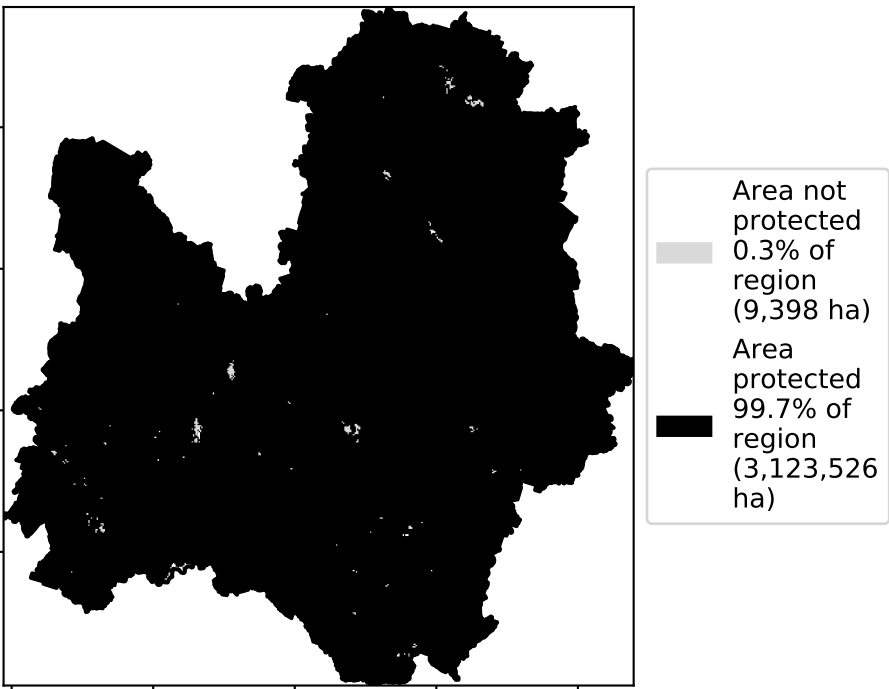 Area not
protected
0.3% of
region
(9,398 ha)
Area
protected
99.7% of
region
(3,123,526
ha)